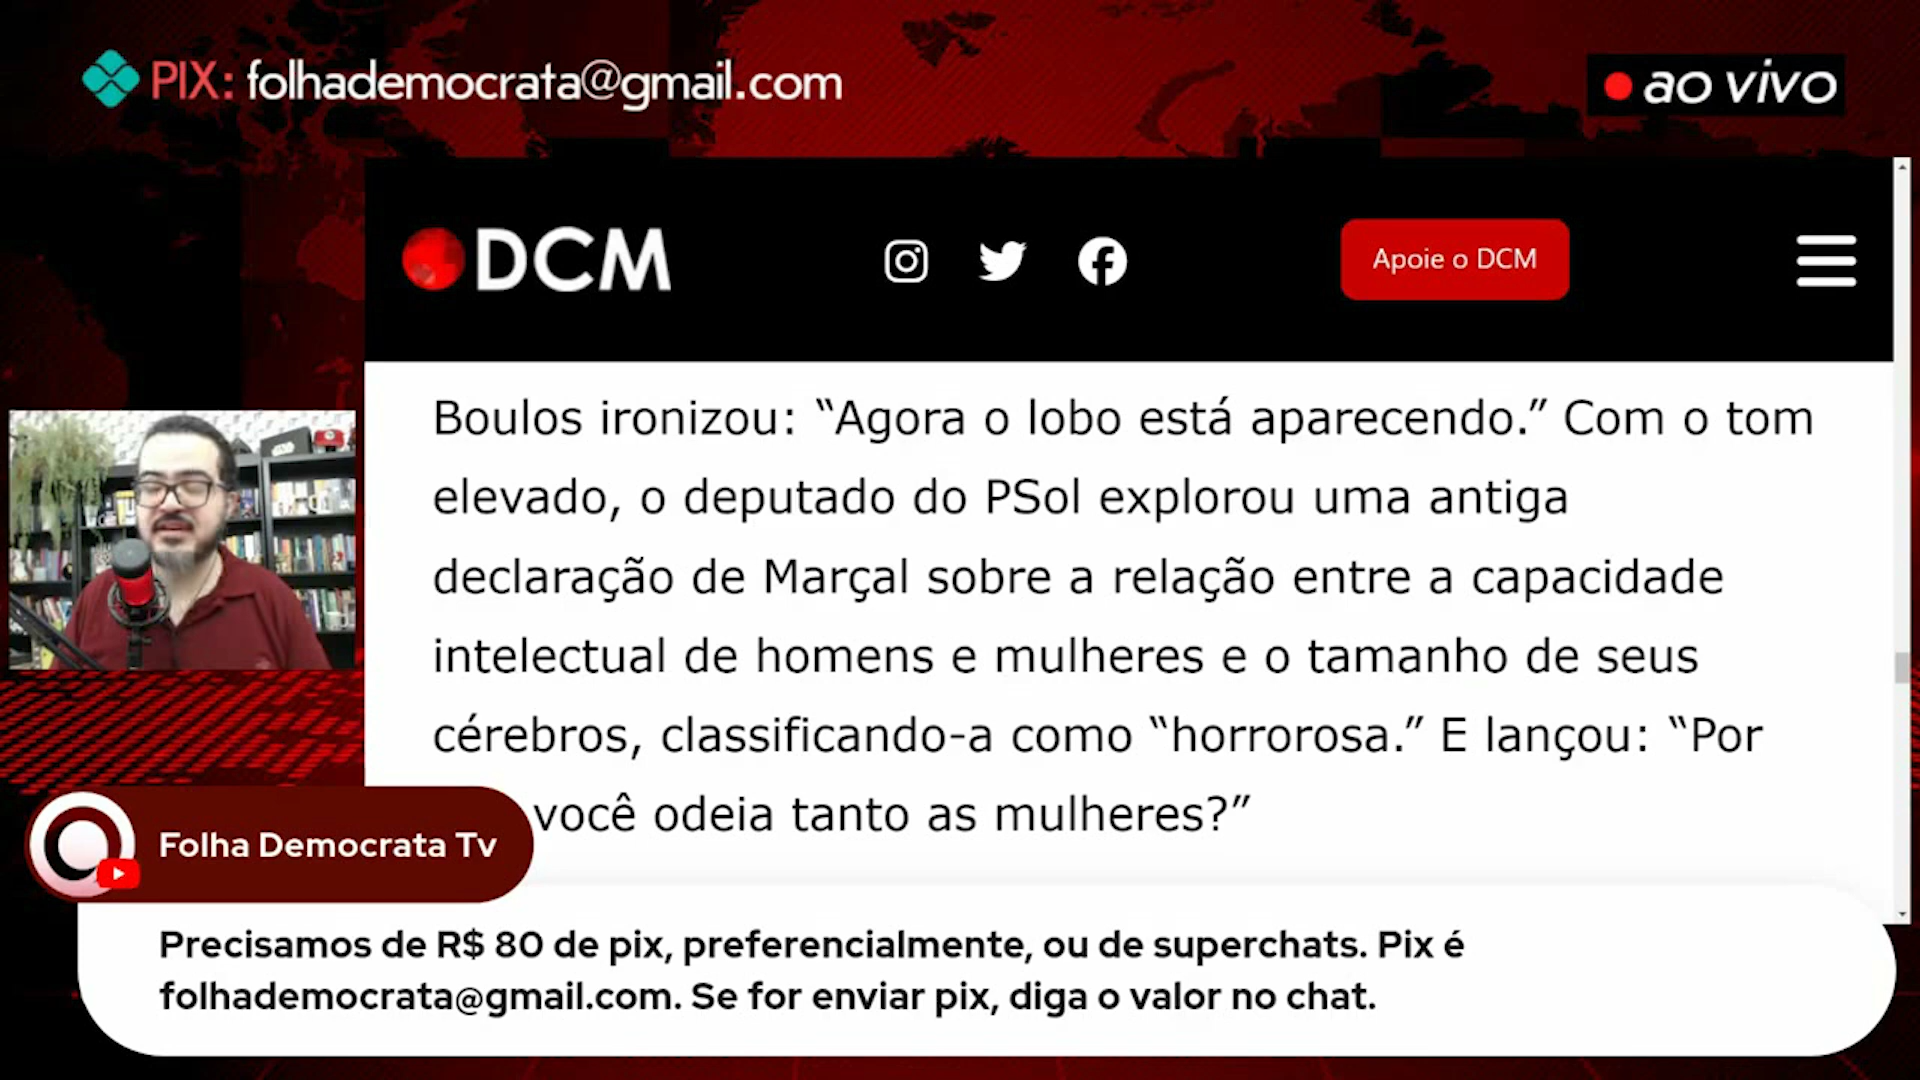 PIX: folhademocrata@gmail.com
ao vivo
DCM
Apoie o DCM
Boulos ironizou: “Agora o lobo está aparecendo.” Com o tom
elevado, o deputado do PSol explorou uma antiga
declaração de Marçal sobre a relação entre a capacidade
intelectual de homens e mulheres e o tamanho de seus
cérebros, classificando-a como “horrorosa.” E lançou: “Por
você odeia tanto as mulheres?”
Folha Democrata Tv
Precisamos de R$ 80 de pix, preferencialmente, ou de superchats. Pix é
folhademocrata@gmail.com. Se for enviar pix, diga o valor no chat.